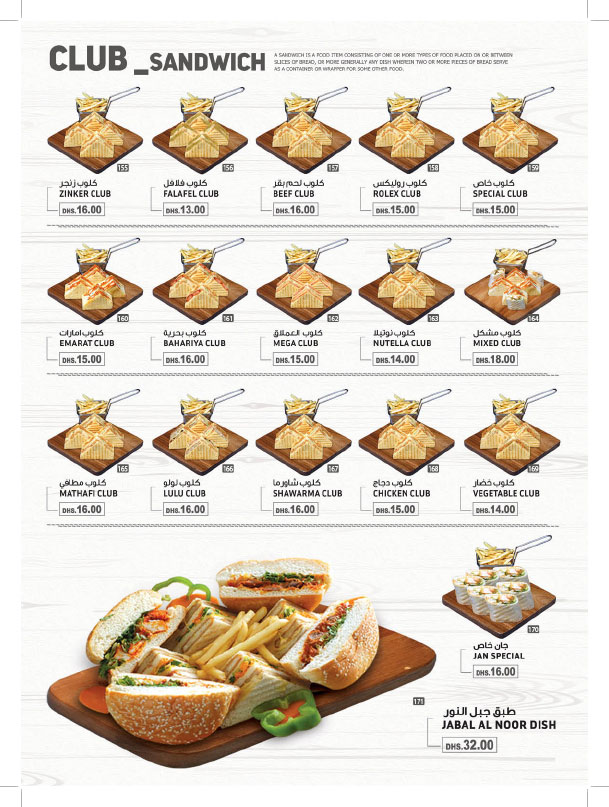 CLUB _SANDWICH
A SANDWICH IS A FOOD ITEM CONSISTING OF ONE OR MORE TYPES OF FOOD PLACED ON OR BETWEEN
SLICES OF BREAD, OR MORE GENERALLY ANY DISH WHEREIN TWO OR MORE PIECES OF BREAD SERVE
AS A CONTAINER OR WRAPPER FOR SOME OTHER FOOD.
155
كلوب زنجر
ZINKER CLUB
DHS.16.00
156
كلوب فلافل
FALAFEL CLUB
DHS.13.00
157
كلوب لحم بقر
BEEF CLUB
DHS.16.00
158
كلوب روليكس
ROLEX CLUB
DHS.15.00
159
كلوب خاص
SPECIAL CLUB
DHS.15.00
160
كلوب امارات
EMARAT CLUB
DHS.15.00
161
كلوب بحرية
BAHARIYA CLUB
DHS.16.00
162
كلوب العملاق
MEGA CLUB
DHS.15.00
163
كلوب نوتيلا
NUTELLA CLUB
DHS.14.00
164
كلوب مشكل
MIXED CLUB
DHS.18.00
165
كلوب مطافي
MATHAFI CLUB
DHS.16.00
166
كلوب لولو
LULU CLUB
DHS.16.00
167
كلوب شاورما
SHAWARMA CLUB
DHS.16.00
168
كلوب دجاج
CHICKEN CLUB
DHS.15.00
169
كلوب خضار
VEGETABLE CLUB
DHS.14.00
170
جان خاص
JAN SPECIAL
DHS.16.00
171
طبق جبل النور
JABAL AL NOOR DISH
DHS.32.00